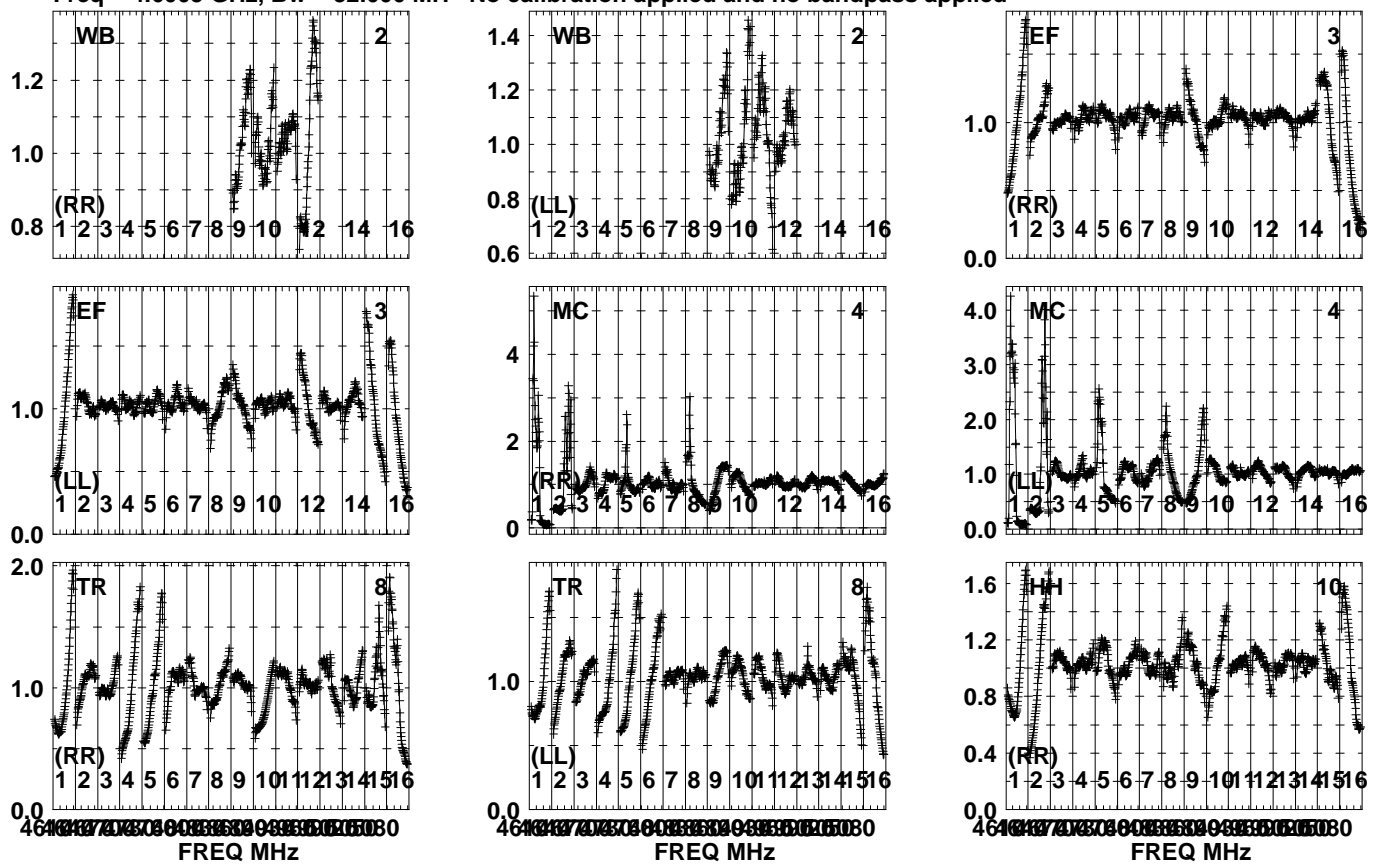 No calibration applied and no bandpass applied
WB 2
1.2
1.0
0.8
(RR)
1 2 3 4 5 6 7 8 9 10 12 14 16
WB 2
1.4
1.2
1.0
0.8
0.6
(LL)
1 2 3 4 5 6 7 8 9 10 12 14 16
EF 3
1.0
0.0
(RR)
1 2 3 4 5 6 7 8 9 10 12 14 16
EF 3
1.0
0.0
(LL)
1 2 3 4 5 6 7 8 9 10 12 14 16
MC 4
4
2
0
(RR)
1 2 3 4 5 6 7 8 9 10 12 14 16
MC 4
4.0
3.0
2.0
1.0
0.0
(LL)
1 2 3 4 5 6 7 8 9 10 12 14 16
TR 8
2.0
1.0
0.0
(RR)
1 2 3 4 5 6 7 8 9 10 11 12 13 14 15 16
FREQ MHz
TR 8
1.0
0.0
(LL)
1 2 3 4 5 6 7 8 9 10 11 12 13 14 15 16
FREQ MHz
HH 10
1.6
1.2
0.8
0.4
0.0
(RR)
1 2 3 4 5 6 7 8 9 10 11 12 13 14 15 16
FREQ MHz